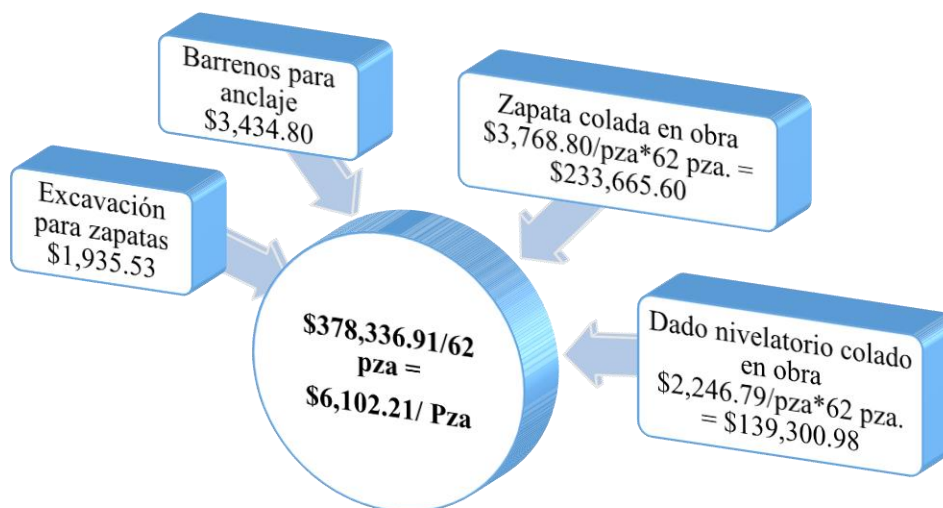 Barrenos para
anclaje
$3,434.80
Zapata colada en obra
$3,768.80/pza*62 pza. =
$233,665.60
Excavación
para zapatas
$1,935.53
$378,336.91/62
pza =
$6,102.21/ Pza
Dado nivelatorio colado
en obra
$2,246.79/pza*62 pza.
= $139,300.98